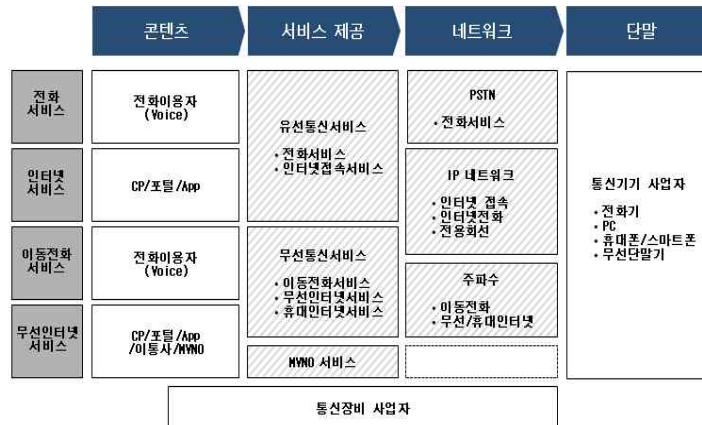 콘텐츠
서비스 제공
네트워크
단말
전화
서비스
전화이용자
(Voice)
인터넷
서비스
CP/포털/App
이동전화
서비스
전화이용자
(Voice)
무선인터넷
서비스
CP/포털/App
/이통사/MVNO
유선통신서비스
• 전화서비스
• 인터넷접속서비스
무선통신서비스
• 이동전화서비스
• 무선인터넷서비스
• 휴대인터넷서비스
MVNO 서비스
PSTN
• 전화서비스
IP 네트워크
• 인터넷 접속
• 인터넷전화
• 전용회선
주파수
• 이동전화
• 무선/휴대인터넷
통신기기 사업자
• 전화기
• PC
• 휴대폰/스마트폰
• 무선단말기
통신장비 사업자